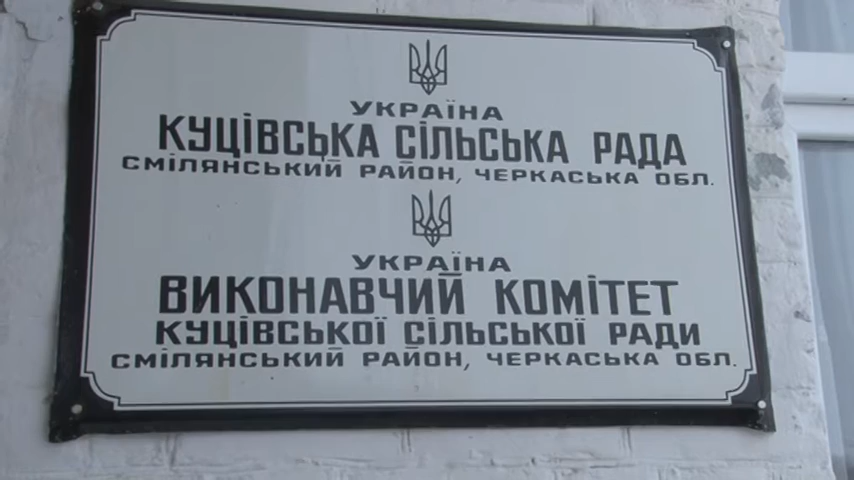 УКРАЇНА
КУЦІВСЬКА СІЛЬСЬКА РАДА
СМІЛЯНСЬКИЙ РАЙОН, ЧЕРКАСЬКА ОБЛ.
УКРАЇНА
ВИКОНАВЧИЙ КОМІТЕТ
КУЦІВСЬКОЇ СІЛЬСЬКОЇ РАДИ
СМІЛЯНСЬКИЙ РАЙОН, ЧЕРКАСЬКА ОБЛ.